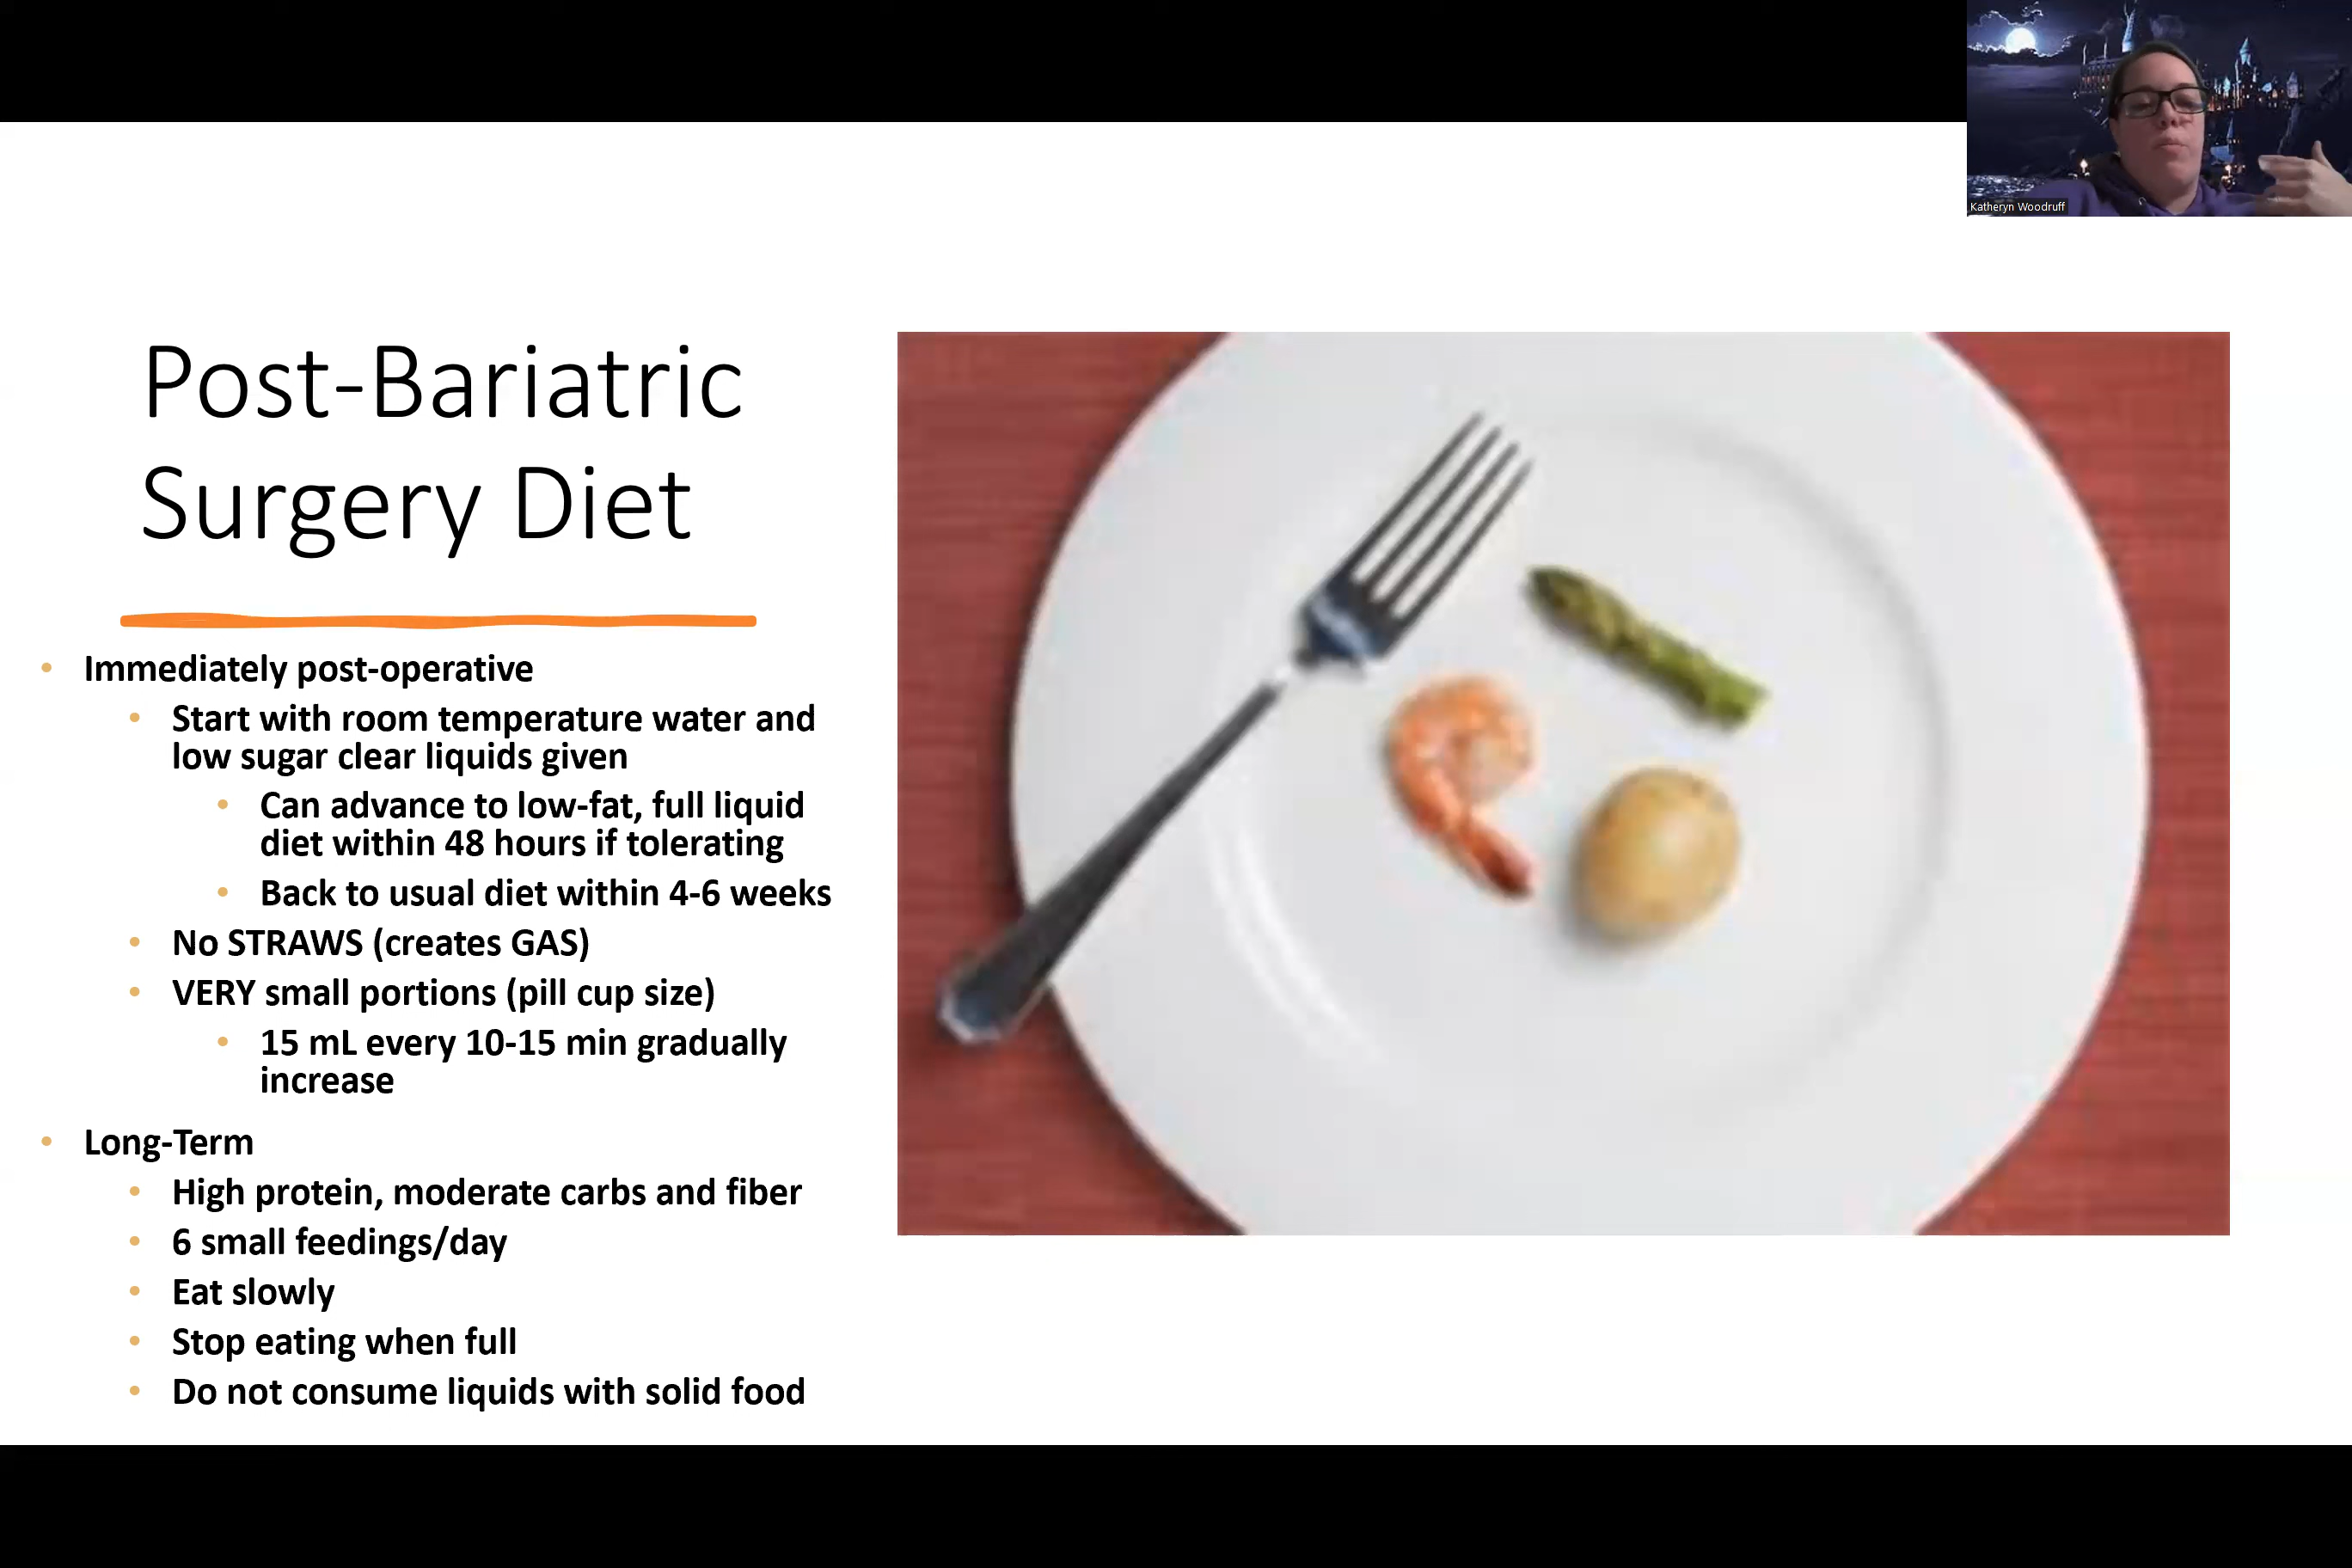 Katheryn Woodruff
Post-Bariatric
Surgery Diet
• Immediately post-operative
• Start with room temperature water and
low sugar clear liquids given
• Can advance to low-fat, full liquid
diet within 48 hours if tolerating
• Back to usual diet within 4-6 weeks
• No STRAWS (creates GAS)
• VERY small portions (pill cup size)
• 15 mL every 10-15 min gradually
increase
• Long-Term
• High protein, moderate carbs and fiber
• 6 small feedings/day
• Eat slowly
• Stop eating when full
• Do not consume liquids with solid food